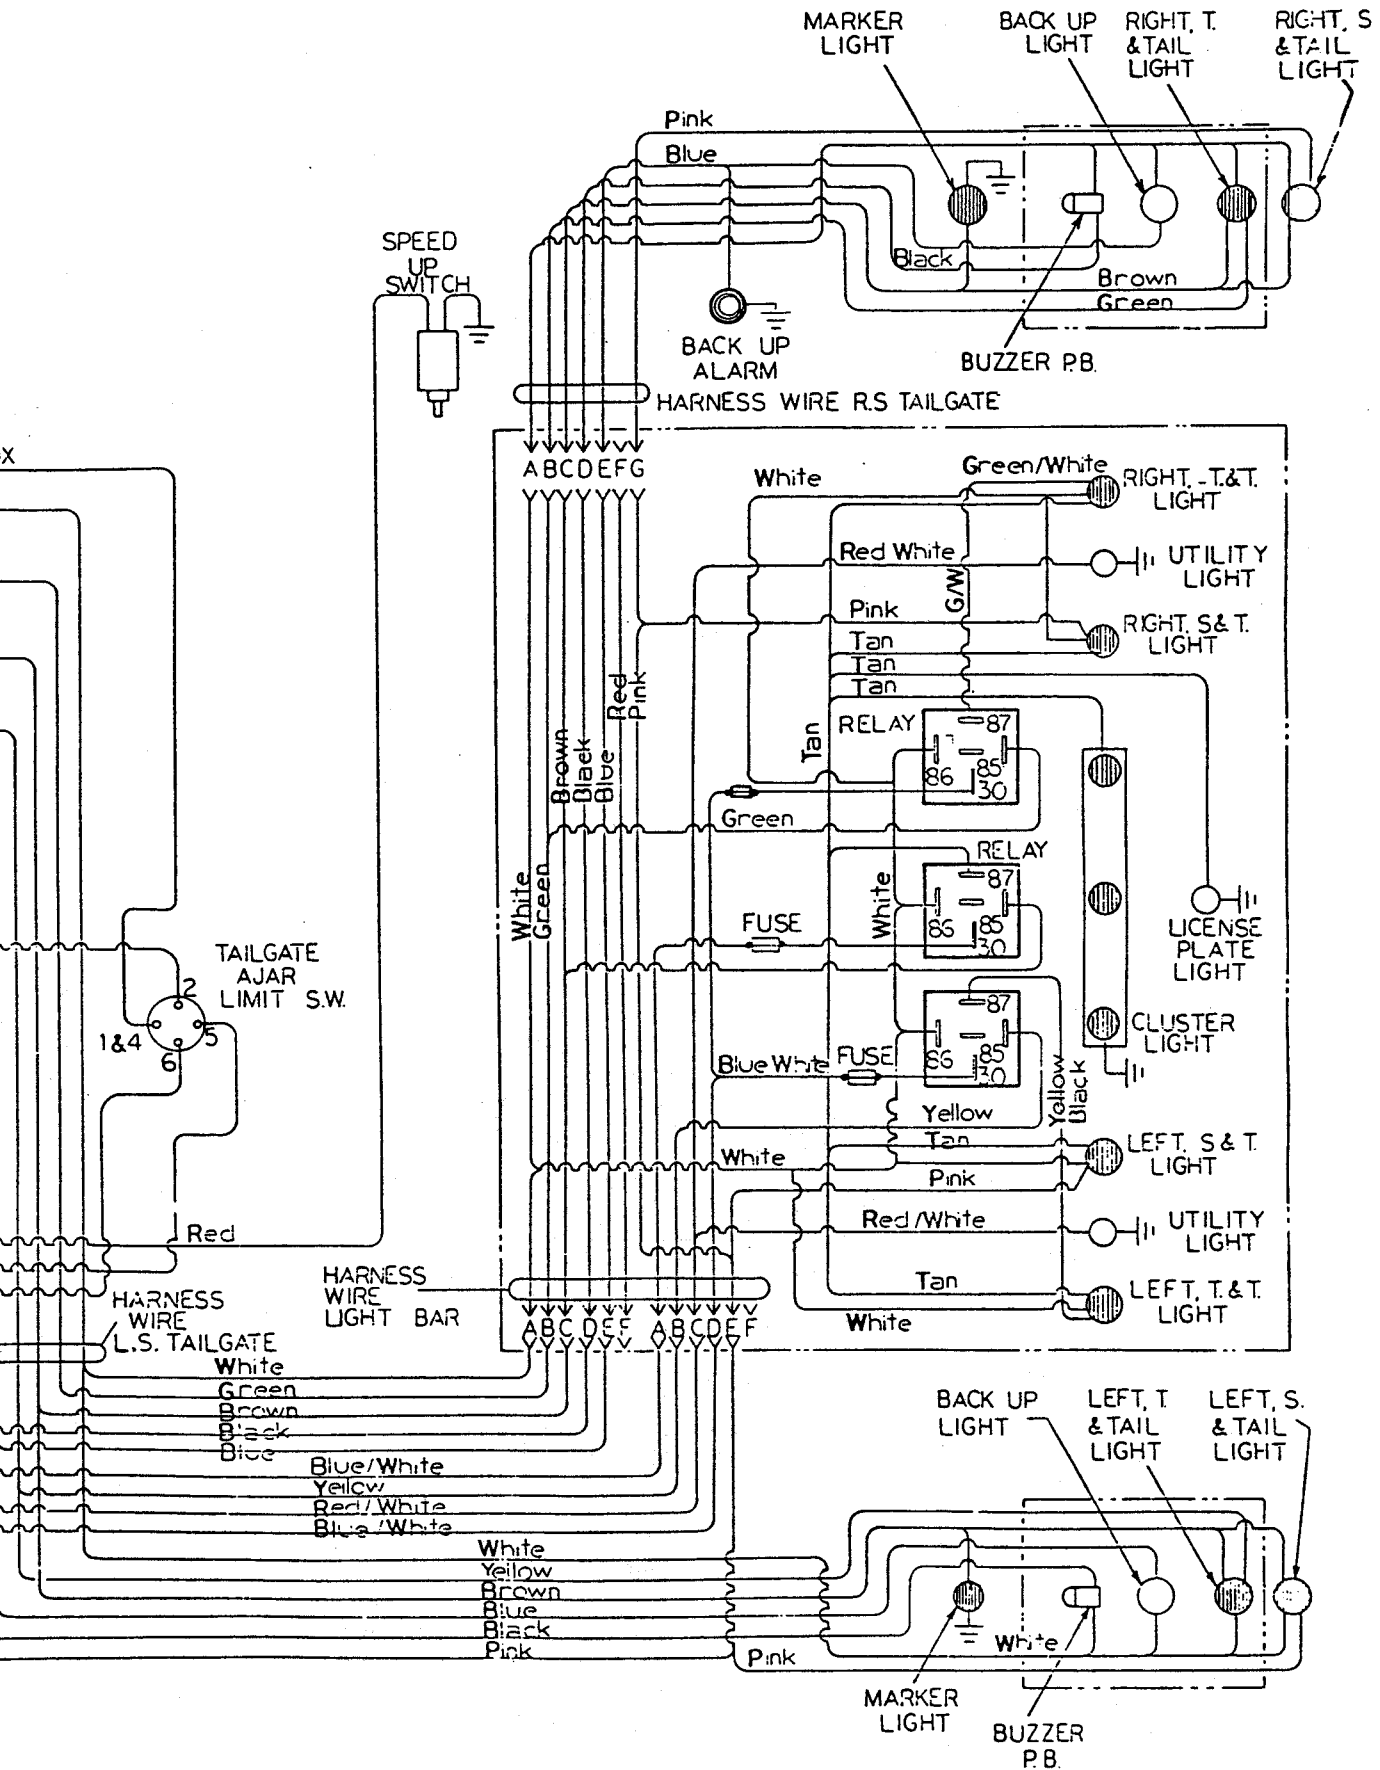 MARKER
LIGHT
BACK UP
LIGHT
RIGHT, T.
& TAIL
LIGHT
RIGHT, S
& TAIL
LIGHT
Pink
Blue
Black
Brown
Green
SPEED
UP
SWITCH
BACK UP
ALARM
BUZZER P.B.
HARNESS WIRE R.S TAILGATE
X
A B C D E F G
White
Green/White
RIGHT, - T.& T.
LIGHT
Red White
UTILITY
LIGHT
G/W
Pink
RIGHT, S & T.
LIGHT
Tan
Tan
Tan
Red
Pink
Tan
RELAY
87
86
85
30
Brown
Black
Blue
Green
RELAY
87
86
85
30
White
Green
White
FUSE
LICENSE
PLATE
LIGHT
TAILGATE
AJAR
LIMIT S.W.
2
1&4
5
6
87
86
85
30
CLUSTER
LIGHT
Blue White
FUSE
Yellow
Black
Yellow
Tan
LEFT, S & T.
LIGHT
White
Pink
Red
Red/White
UTILITY
LIGHT
HARNESS
WIRE
LIGHT BAR
Tan
LEFT, T.& T.
LIGHT
White
HARNESS
WIRE
L.S. TAILGATE
A B C D E F A B C D E F
White
Green
Brown
Black
Blue
Blue/White
Yellow
Red/White
Blue/White
BACK UP
LIGHT
LEFT, T.
& TAIL
LIGHT
LEFT, S.
& TAIL
LIGHT
White
Yellow
Brown
Blue
Black
Pink
White
Pink
MARKER
LIGHT
BUZZER
P.B.